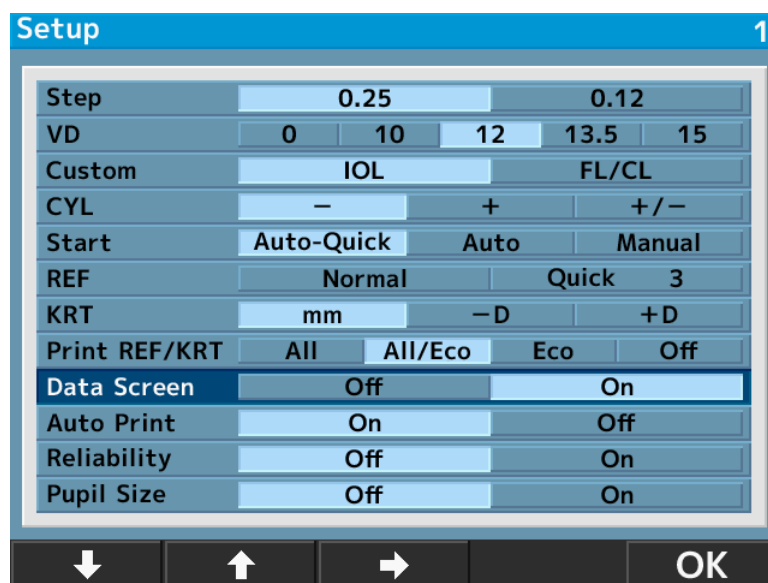 Setup 1
Step 0.25 0.12
VD 0 10 12 13.5 15
Custom IOL FL/CL
CYL − + +/−
Start Auto-Quick Auto Manual
REF Normal Quick 3
KRT mm −D +D
Print REF/KRT All All/Eco Eco Off
Data Screen Off On
Auto Print On Off
Reliability Off On
Pupil Size Off On
OK